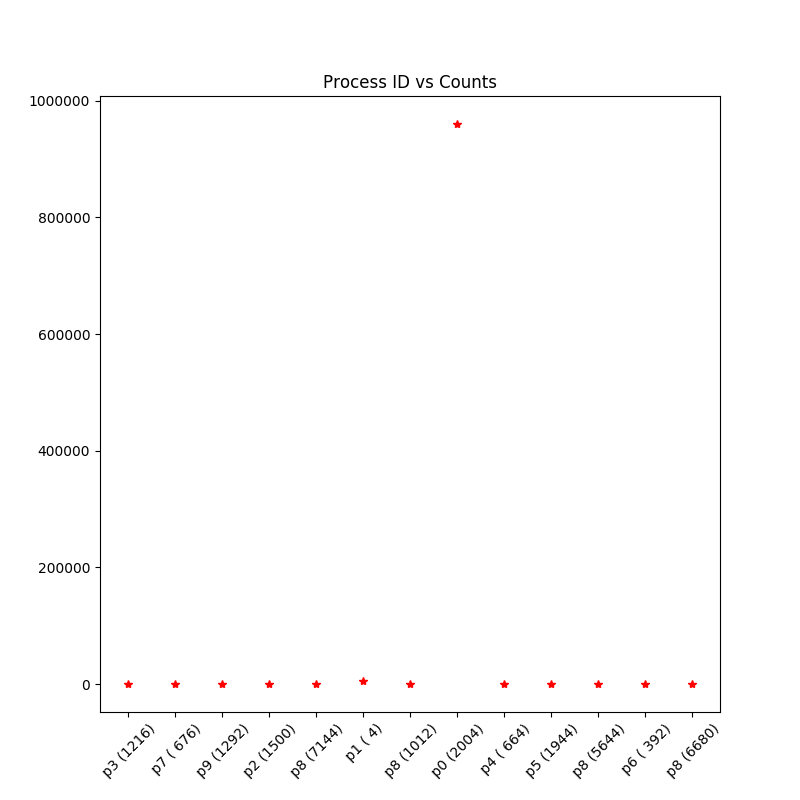 Process ID vs Counts
1000000
800000
600000
400000
200000
0
p3 (1216)
p7 ( 676)
p9 (1292)
p2 (1500)
p8 (7144)
p1 ( 4)
p8 (1012)
p0 (2004)
p4 ( 664)
p5 (1944)
p8 (5644)
p6 ( 392)
p8 (6680)